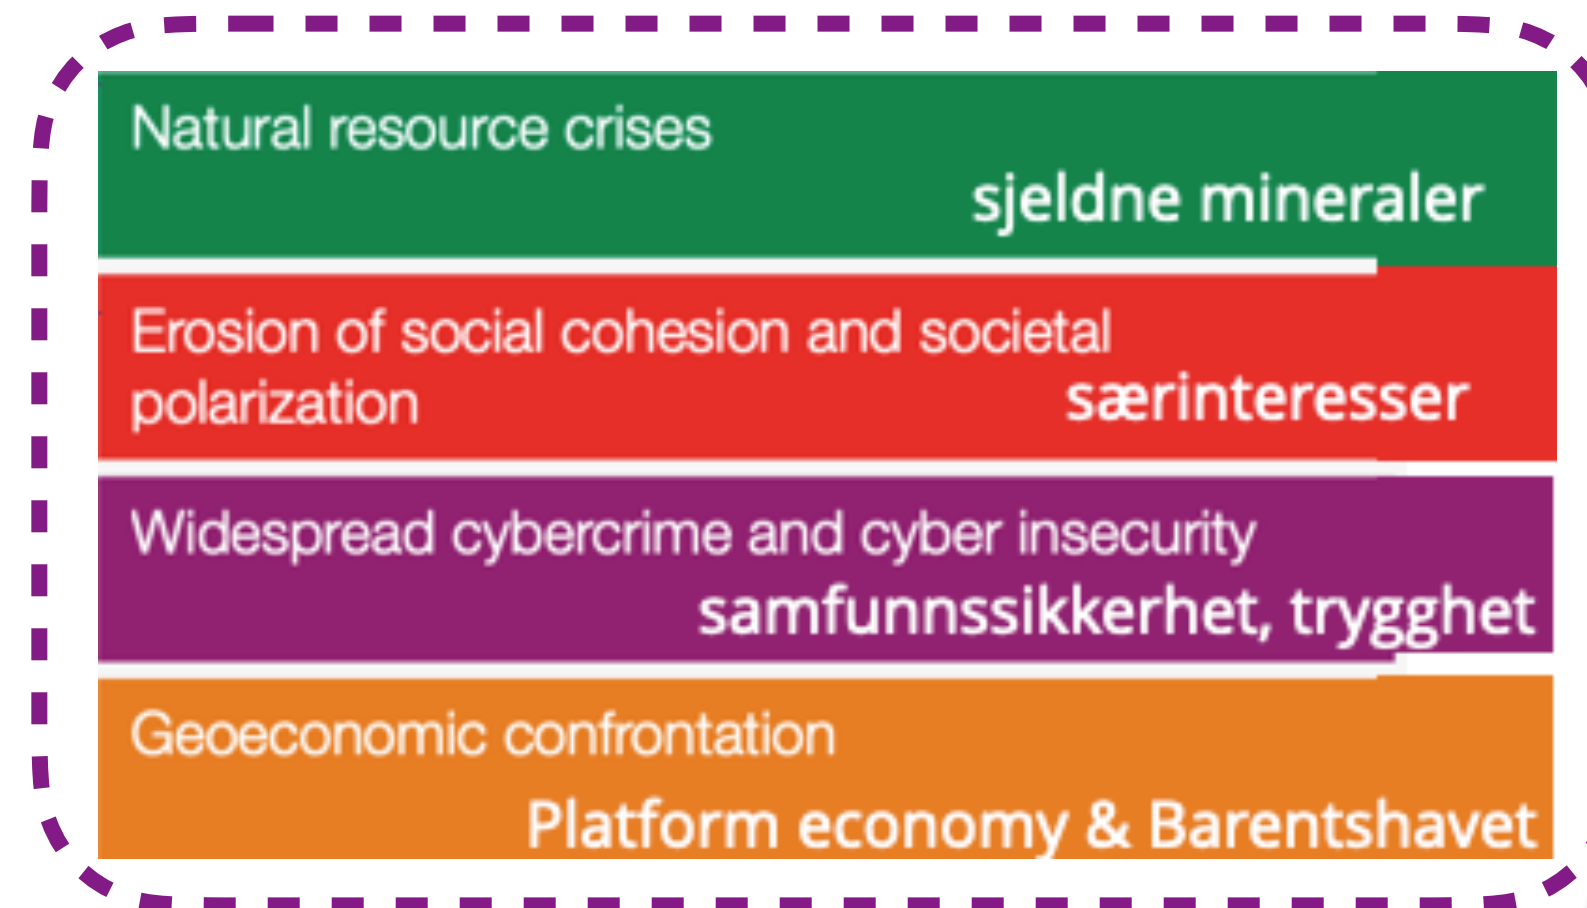 Natural resource crises
sjeldne mineraler
Erosion of social cohesion and societal
polarization
særinteresser
Widespread cybercrime and cyber insecurity
samfunnssikkerhet, trygghet
Geoeconomic confrontation
Platform economy & Barentshavet